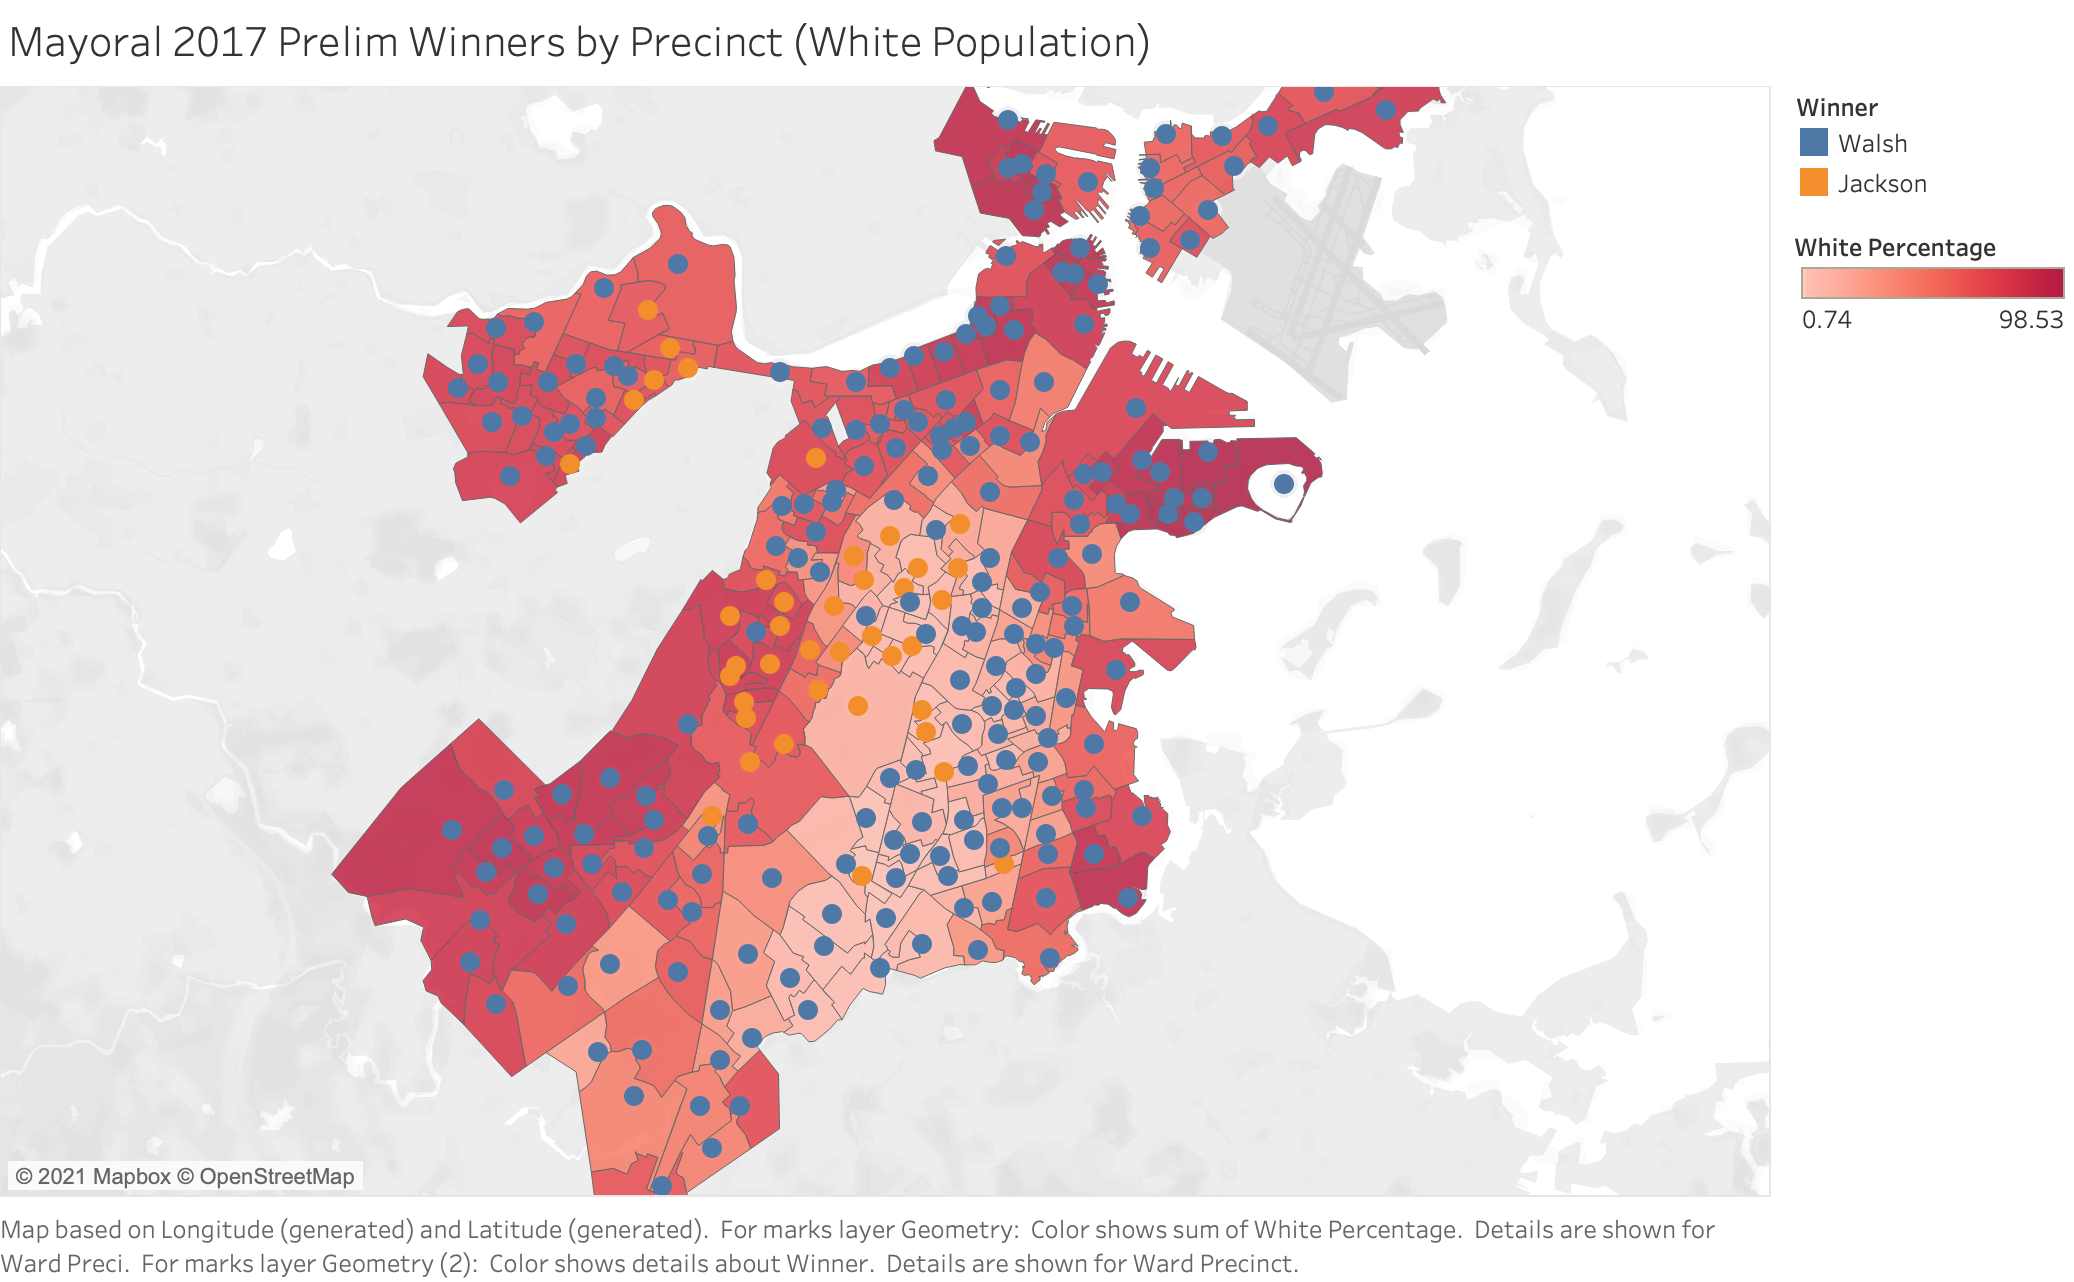 Mayoral 2017 Prelim Winners by Precinct (White Population)
Winner
Walsh
Jackson
White Percentage
0.74 98.53
© 2021 Mapbox © OpenStreetMap
Map based on Longitude (generated) and Latitude (generated).  For marks layer Geometry:  Color shows sum of White Percentage.  Details are shown for
Ward Preci.  For marks layer Geometry (2):  Color shows details about Winner.  Details are shown for Ward Precinct.